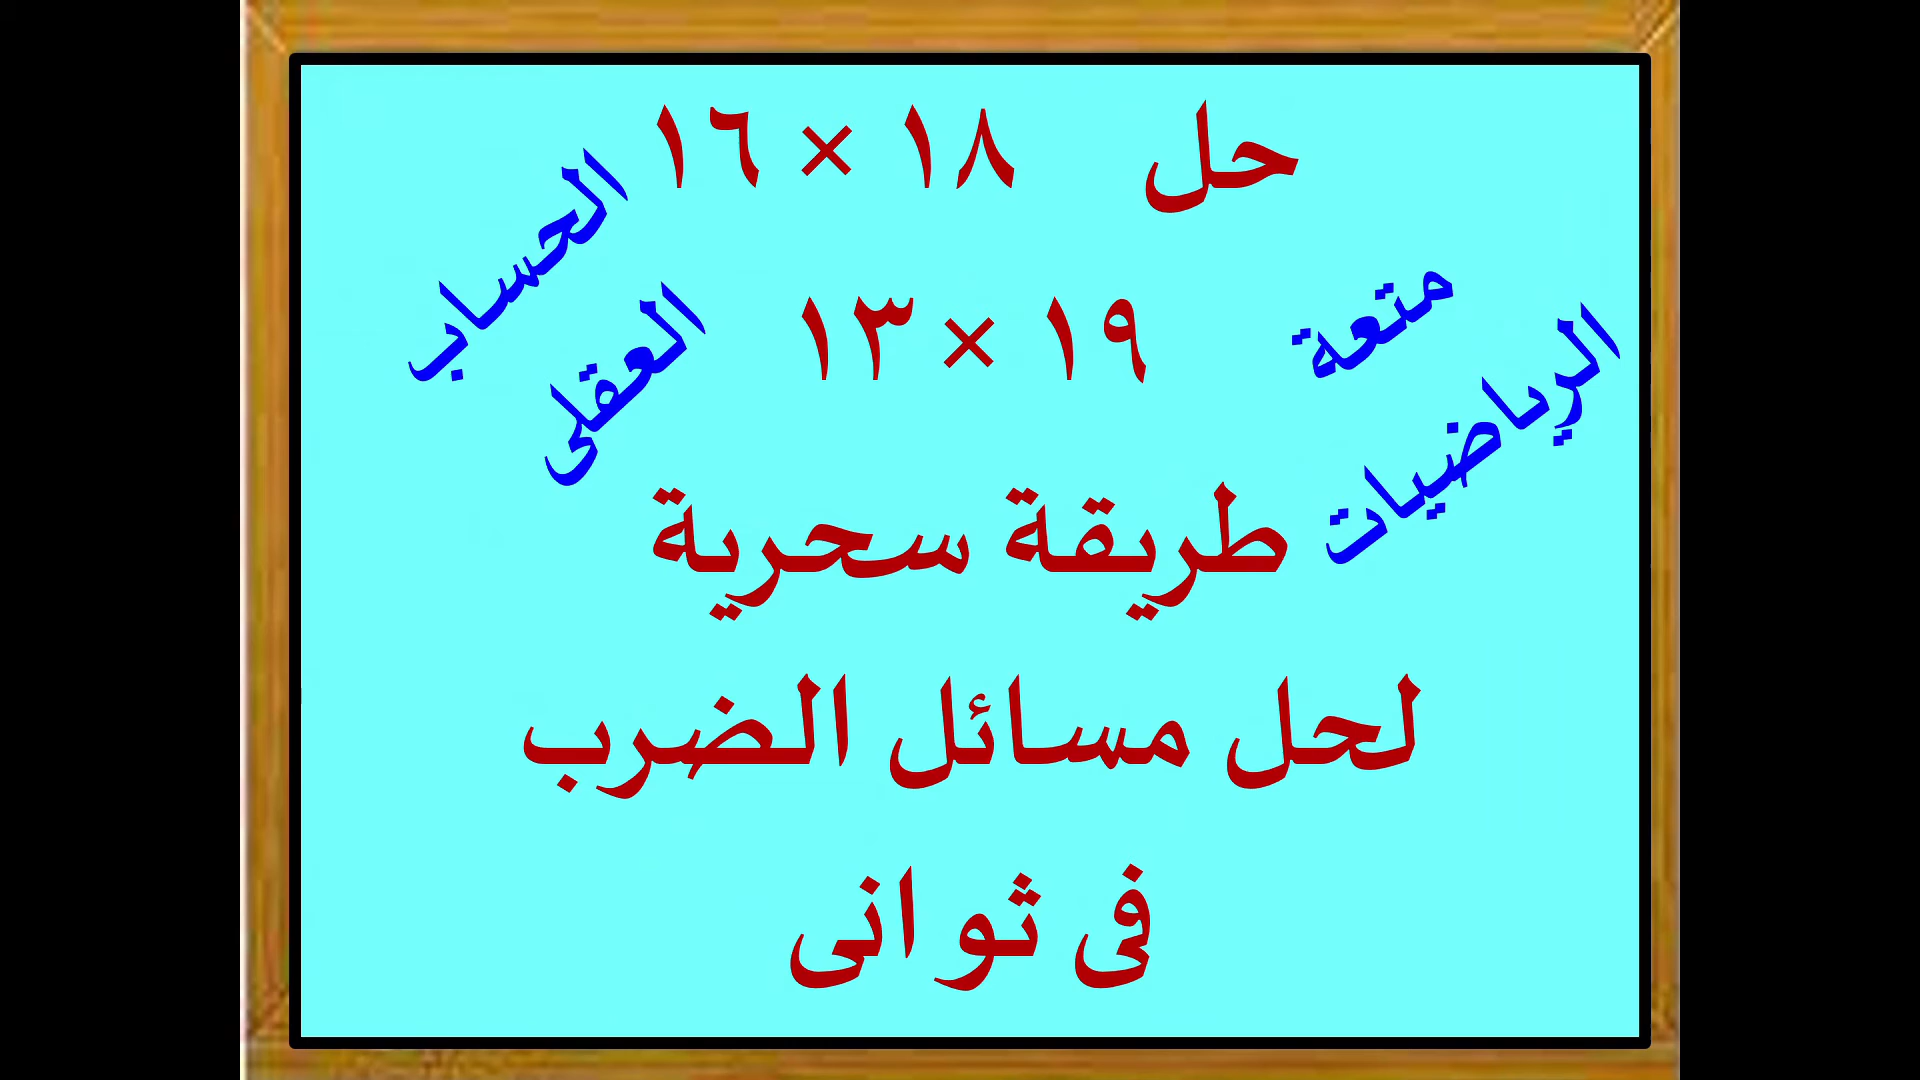 حل ١٨ × ١٦
١٩ × ١٣
طريقة سحرية
لحل مسائل الضرب
فى ثوانى
متعة
الرياضيات
الحساب
العقلى